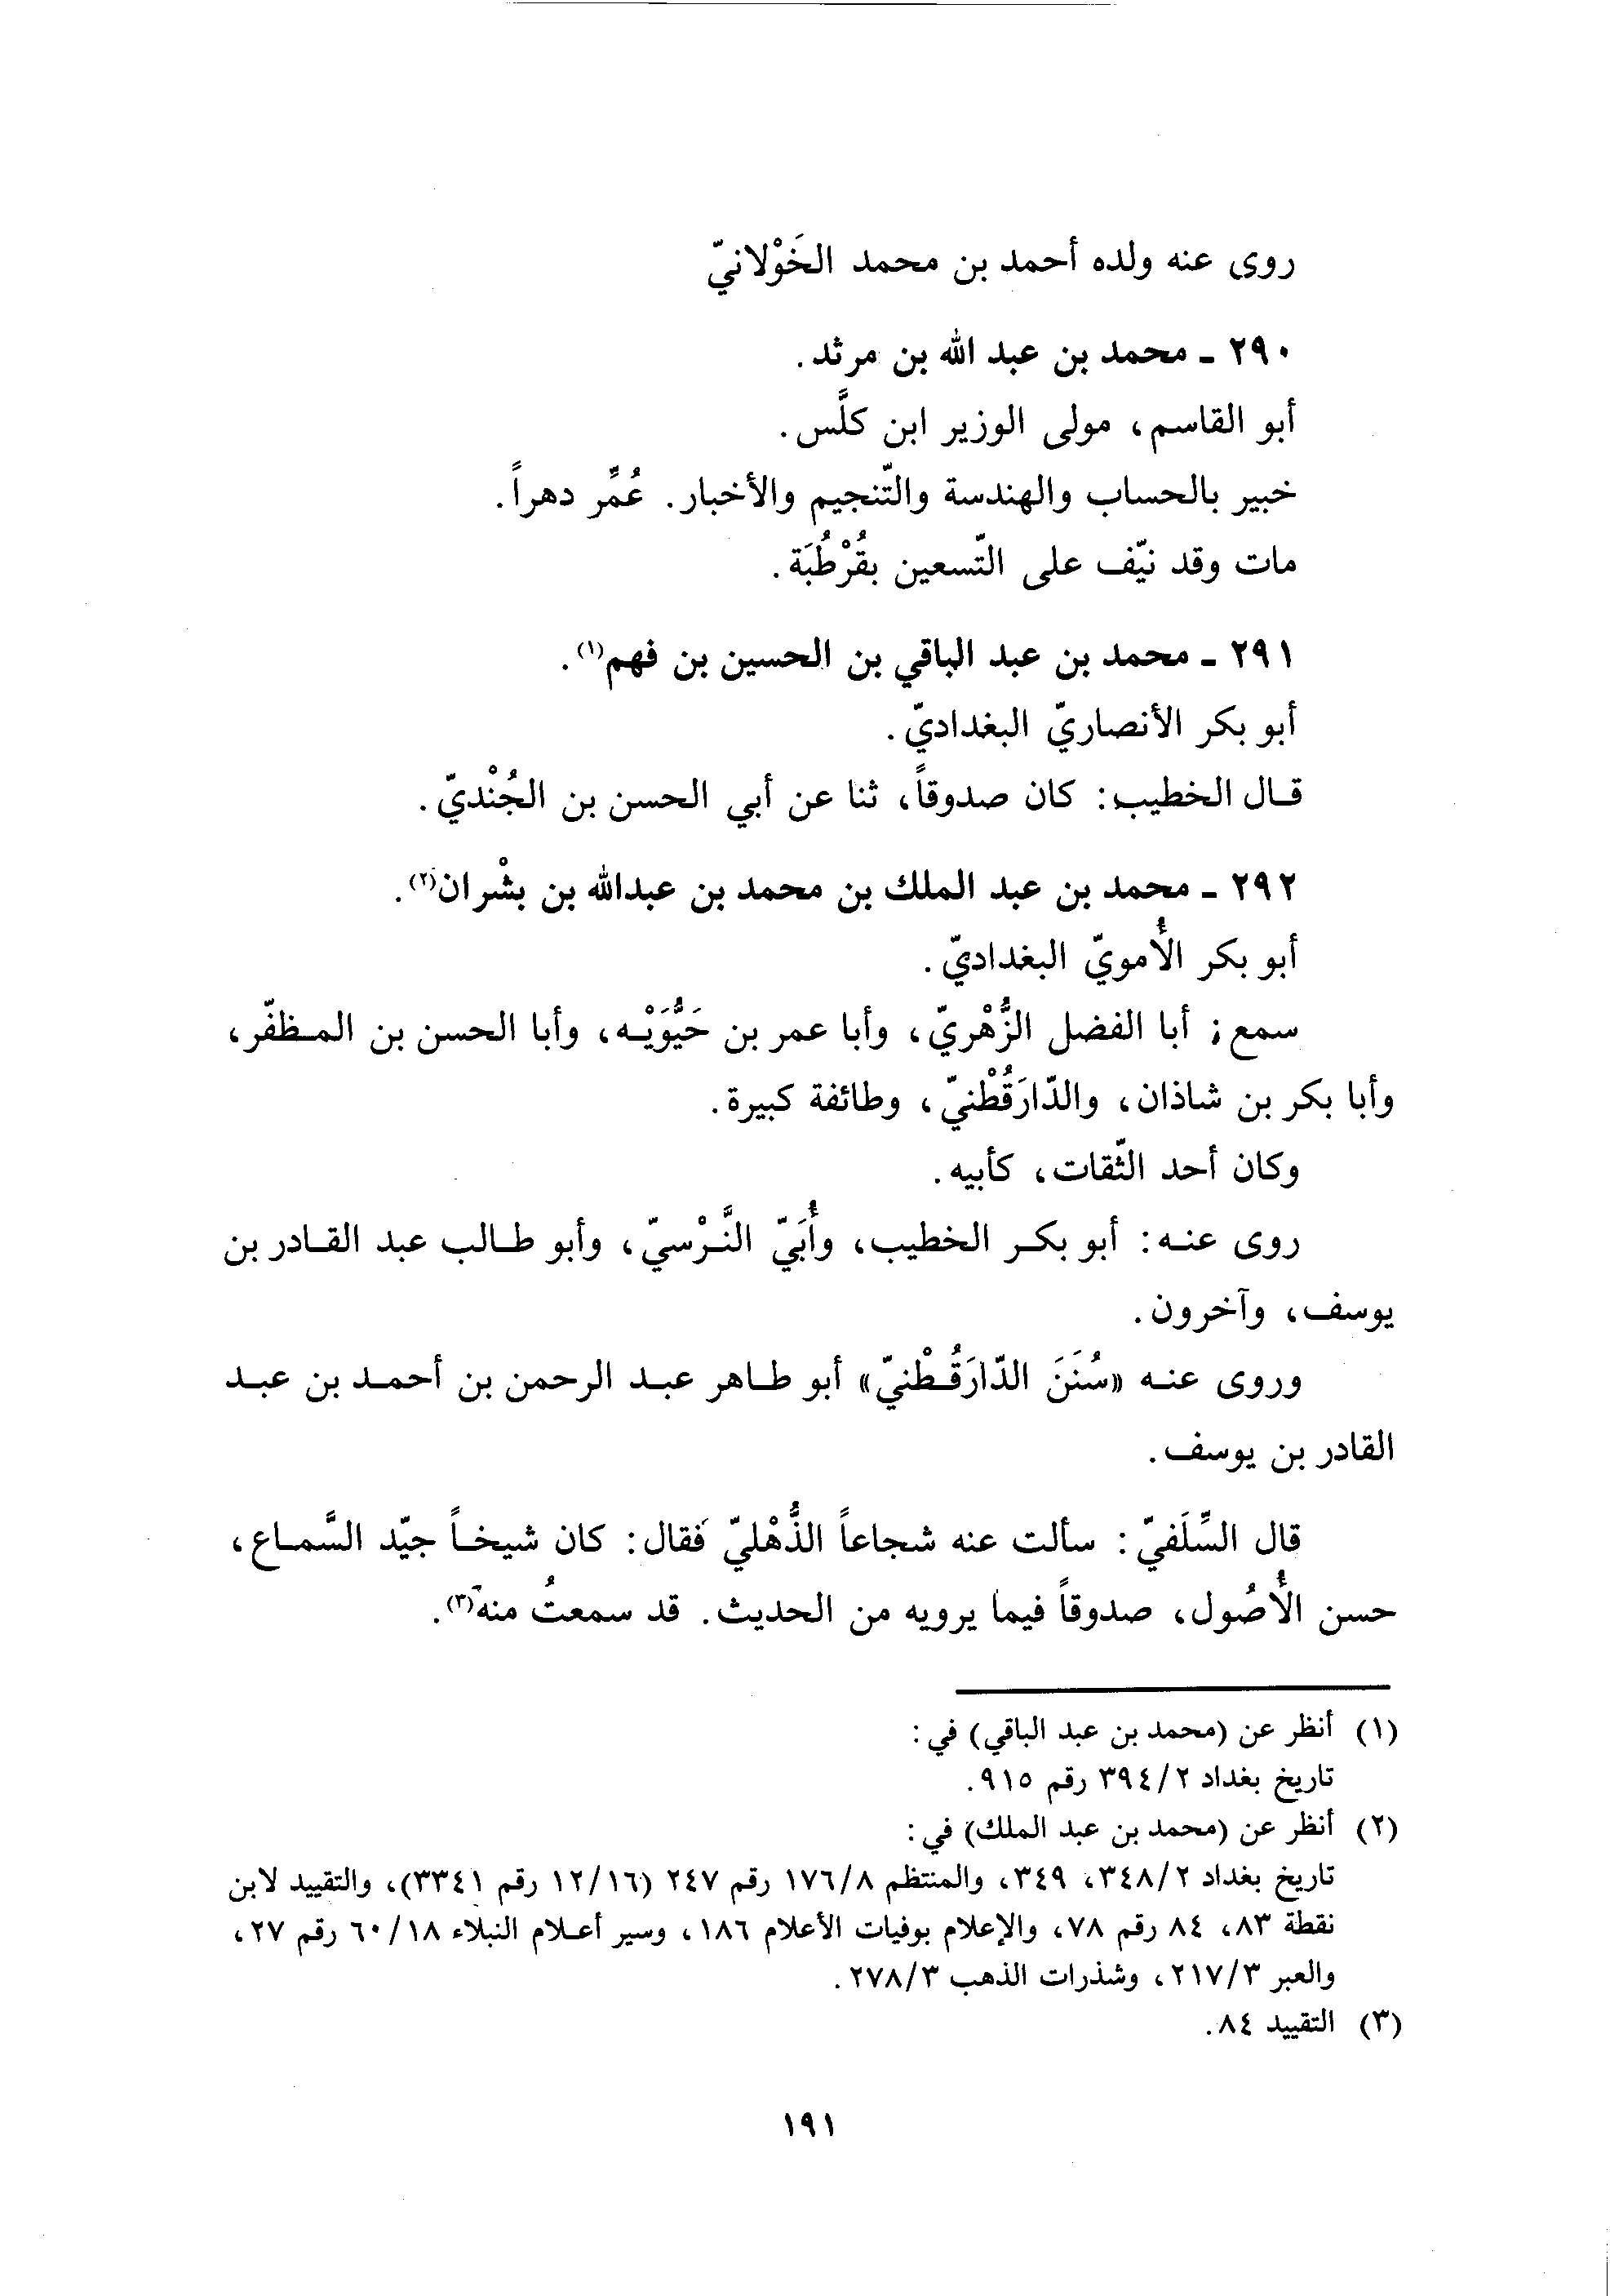 روى عنه ولده أحمد بن محمد الخَوْلانيّ
٢٩٠ - محمد بن عبد الله بن مرثد.
أبو القاسم، مولى الوزير ابن كلَّس.
خبير بالحساب والهندسة والتّنجيم والأخبار. عُمِّر دهراً.
مات وقد نيّف على التّسعين بقُرْطُبَة.
٢٩١ - محمد بن عبد الباقي بن الحسين بن فهم(١).
أبو بكر الأنصاريّ البغداديّ.
قال الخطيب: كان صدوقاً، ثنا عن أبي الحسن بن الجُنْديّ.
٢٩٢ - محمد بن عبد الملك بن محمد بن عبدالله بن بشْران(٢).
أبو بكر الأُمويّ البغداديّ.
سمع: أبا الفضل الزُّهْريّ، وأبا عمر بن حَيُّوَيْه، وأبا الحسن بن المظفّر،
وأبا بكر بن شاذان، والدّارَقُطْنيّ، وطائفة كبيرة.
وكان أحد الثّقات، كأبيه.
روى عنه: أبو بكر الخطيب، وأُبَيّ النَّرْسيّ، وأبو طالب عبد القادر بن
يوسف، وآخرون.
وروى عنه «سُنَنَ الدّارَقُطْنيّ» أبو طاهر عبد الرحمن بن أحمد بن عبد
القادر بن يوسف.
قال السِّلَفيّ: سألت عنه شجاعاً الذُّهْليّ فقال: كان شيخاً جيّد السَّماع،
حسن الأُصُول، صدوقاً فيما يرويه من الحديث. قد سمعتُ منه(٣).
(١) أنظر عن (محمد بن عبد الباقي) في:
تاريخ بغداد ٢/ ٣٩٤ رقم ٩١٥.
(٢) أنظر عن (محمد بن عبد الملك) في:
تاريخ بغداد ٢/ ٣٤٨، ٣٤٩، والمنتظم ٨/ ١٧٦ رقم ٢٤٧ (١٦/ ١٢ رقم ٣٣٤١)، والتقييد لابن
نقطة ٨٣، ٨٤ رقم ٧٨، والإعلام بوفيات الأعلام ١٨٦، وسير أعلام النبلاء ١٨/ ٦٠ رقم ٢٧،
والعبر ٣/ ٢١٧، وشذرات الذهب ٣/ ٢٧٨.
(٣) التقييد ٨٤.
١٩١